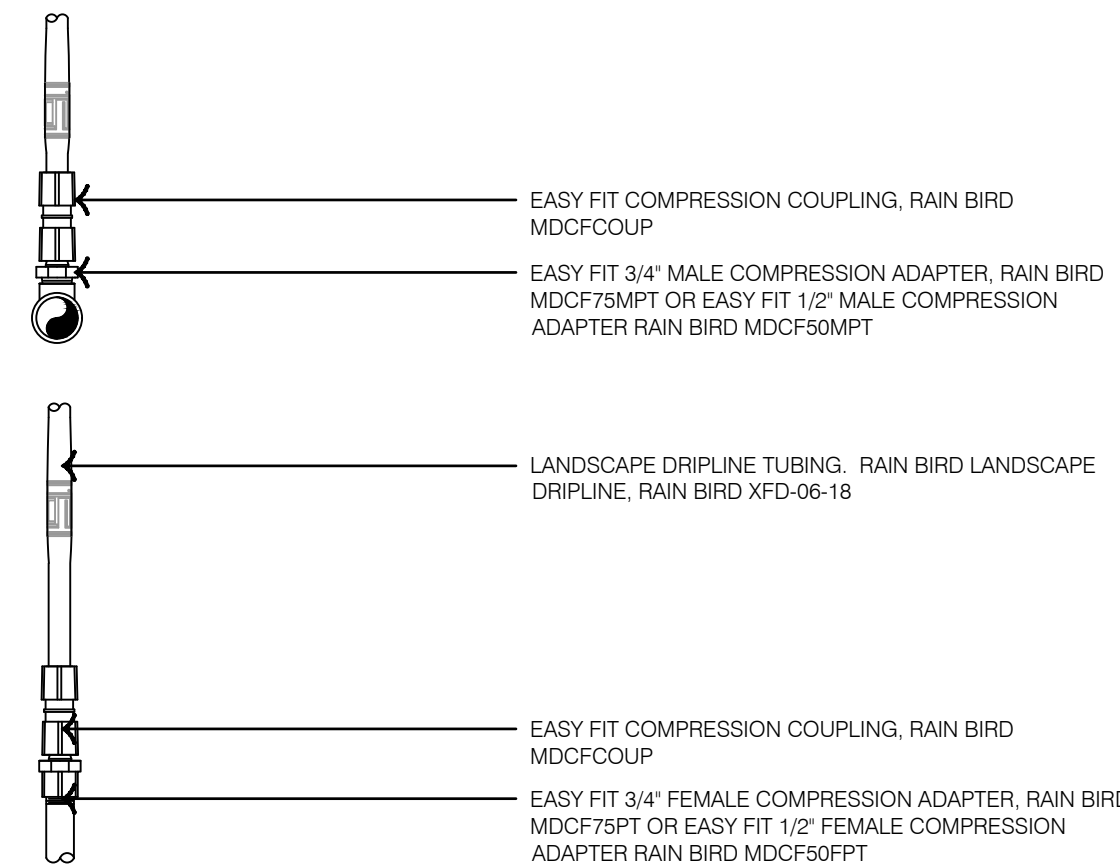 EASY FIT COMPRESSION COUPLING, RAIN BIRD
MDCFCOUP
EASY FIT 3/4" MALE COMPRESSION ADAPTER, RAIN BIRD
MDCF75MPT OR EASY FIT 1/2" MALE COMPRESSION
ADAPTER RAIN BIRD MDCF50MPT
LANDSCAPE DRIPLINE TUBING. RAIN BIRD LANDSCAPE
DRIPLINE, RAIN BIRD XFD-06-18
EASY FIT COMPRESSION COUPLING, RAIN BIRD
MDCFCOUP
EASY FIT 3/4" FEMALE COMPRESSION ADAPTER, RAIN BIRD
MDCF75PT OR EASY FIT 1/2" FEMALE COMPRESSION
ADAPTER RAIN BIRD MDCF50FPT